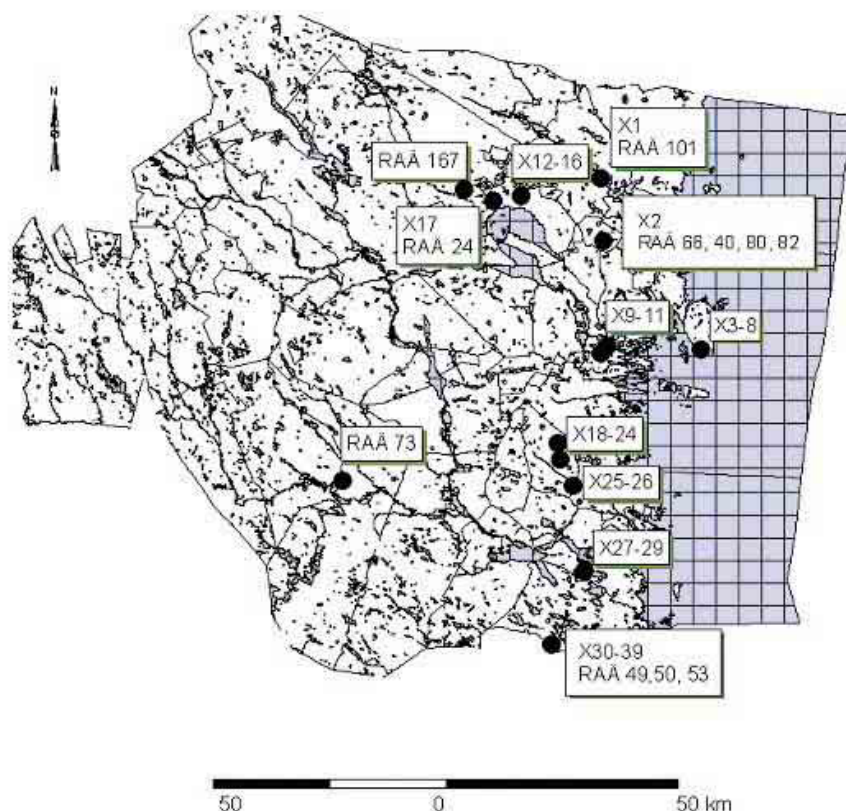 N
X1
RAÄ 101
RAÄ 167
X12-16
X17
RAÄ 24
X2
RAÄ 66, 40, 80, 82
X9-11
X3-8
RAÄ 73
X18-24
X25-26
X27-29
X30-39
RAÄ 49,50, 53
50 0 50 km